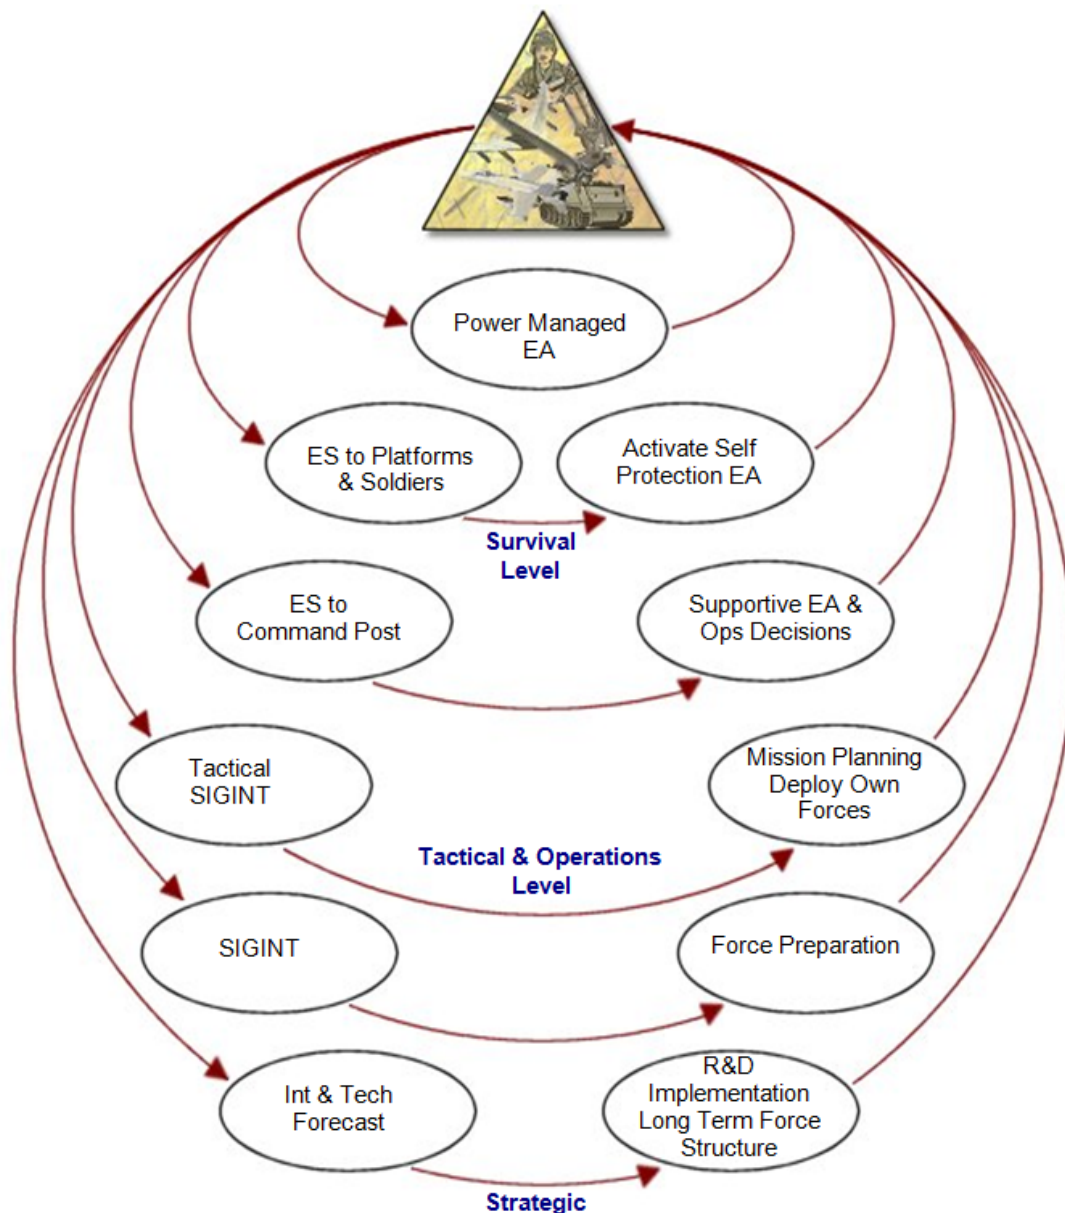 Power Managed
EA
ES to Platforms
& Soldiers
Activate Self
Protection EA
Survival
Level
ES to
Command Post
Supportive EA &
Ops Decisions
Tactical
SIGINT
Mission Planning
Deploy Own
Forces
Tactical & Operations
Level
SIGINT
Force Preparation
Int & Tech
Forecast
R&D
Implementation
Long Term Force
Structure
Strategic